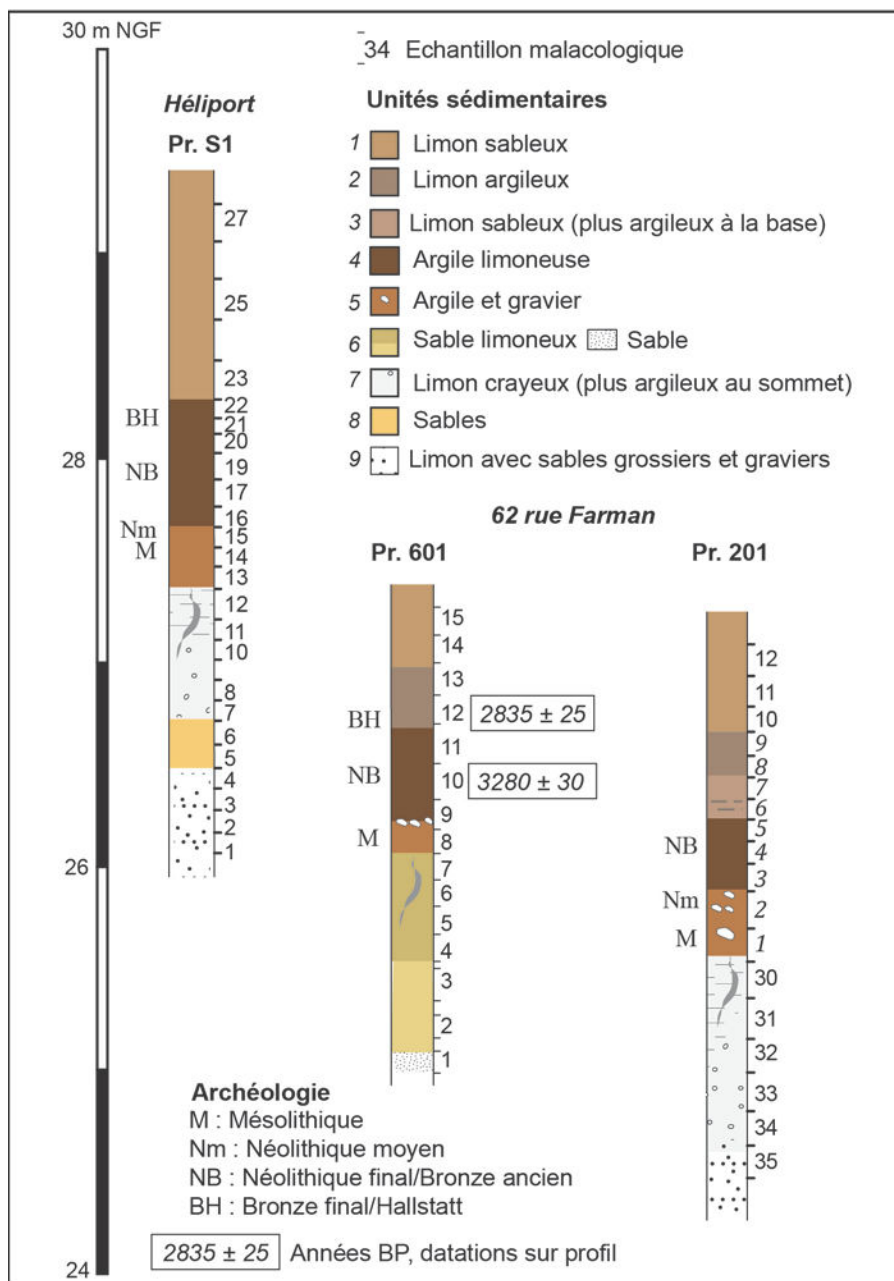 30 m NGF
34 Echantillon malacologique
Héliport
Pr. S1
Unités sédimentaires
1 Limon sableux
2 Limon argileux
3 Limon sableux (plus argileux à la base)
4 Argile limoneuse
5 Argile et gravier
6 Sable limoneux Sable
7 Limon crayeux (plus argileux au sommet)
8 Sables
9 Limon avec sables grossiers et graviers
27
25
23
22
BH 21
20
28
NB 19
17
16
Nm 15
M 14
13
12
11
10
8
7
6
5
4
3
2
1
62 rue Farman
Pr. 601
15
14
13
BH 12 2835 ± 25
11
NB 10 3280 ± 30
9
M 8
7
6
5
4
3
2
1
Pr. 201
12
11
10
9
8
7
6
5
NB 4
3
Nm 2
M 1
30
31
32
33
34
35
26
24
Archéologie
M : Mésolithique
Nm : Néolithique moyen
NB : Néolithique final/Bronze ancien
BH : Bronze final/Hallstatt
2835 ± 25 Années BP, datations sur profil